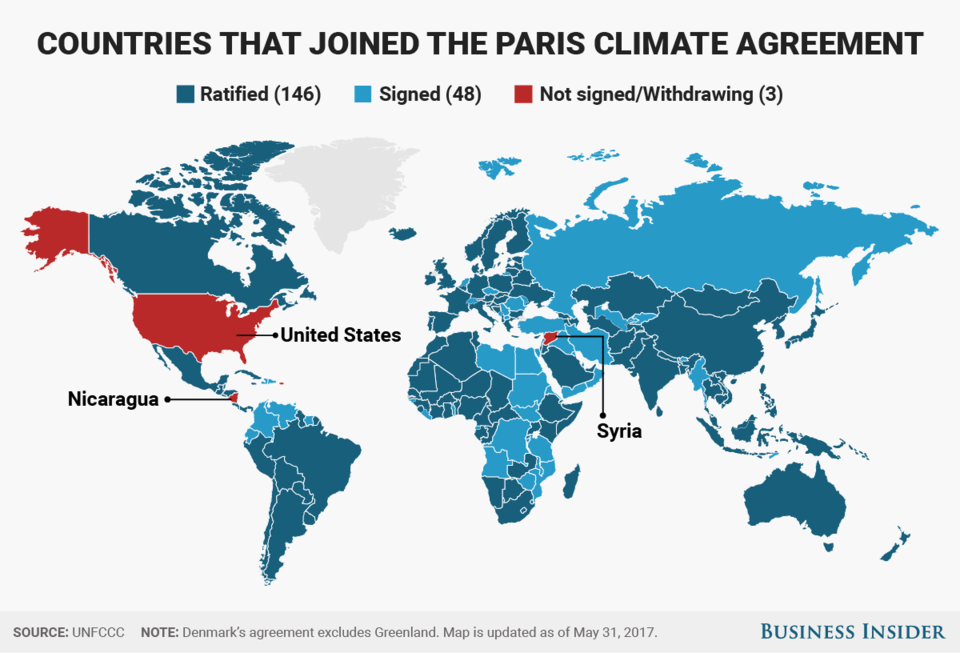 COUNTRIES THAT JOINED THE PARIS CLIMATE AGREEMENT
Ratified (146) Signed (48) Not signed/Withdrawing (3)
United States
Nicaragua
Syria
SOURCE: UNFCCC NOTE: Denmark's agreement excludes Greenland. Map is updated as of May 31, 2017.
BUSINESS INSIDER